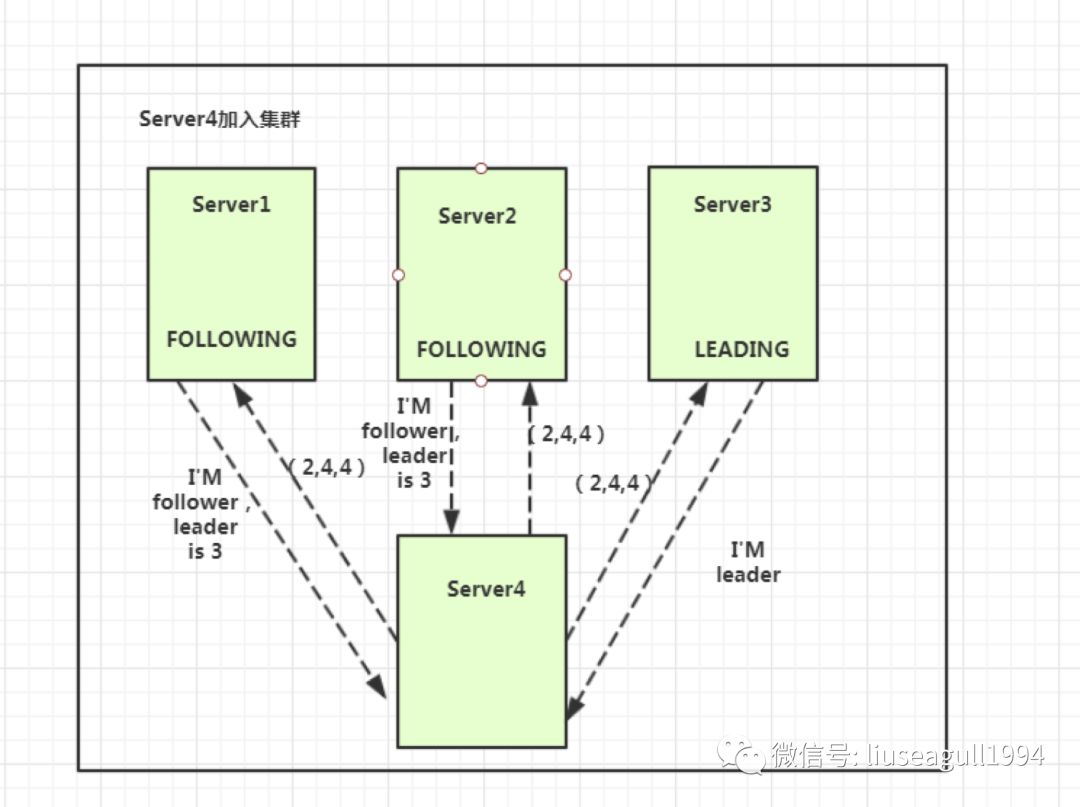 Server4加入集群
Server1
FOLLOWING
Server2
FOLLOWING
Server3
LEADING
I'M
follower ,
leader
is 3
( 2,4,4 )
I'M
follower ,
leader
is 3
( 2,4,4 )
( 2,4,4 )
I'M
leader
Server4
微信号: liuseagull1994